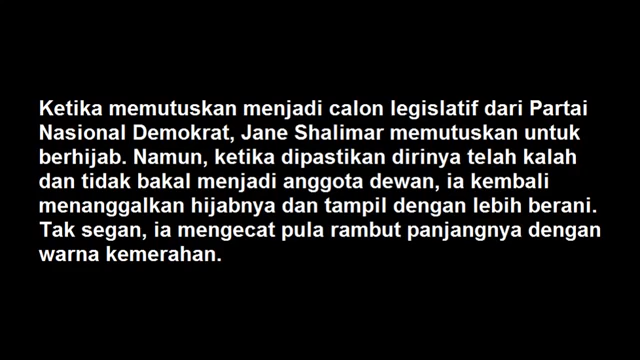 Ketika memutuskan menjadi calon legislatif dari Partai
Nasional Demokrat, Jane Shalimar memutuskan untuk
berhijab. Namun, ketika dipastikan dirinya telah kalah
dan tidak bakal menjadi anggota dewan, ia kembali
menanggalkan hijabnya dan tampil dengan lebih berani.
Tak segan, ia mengecat pula rambut panjangnya dengan
warna kemerahan.